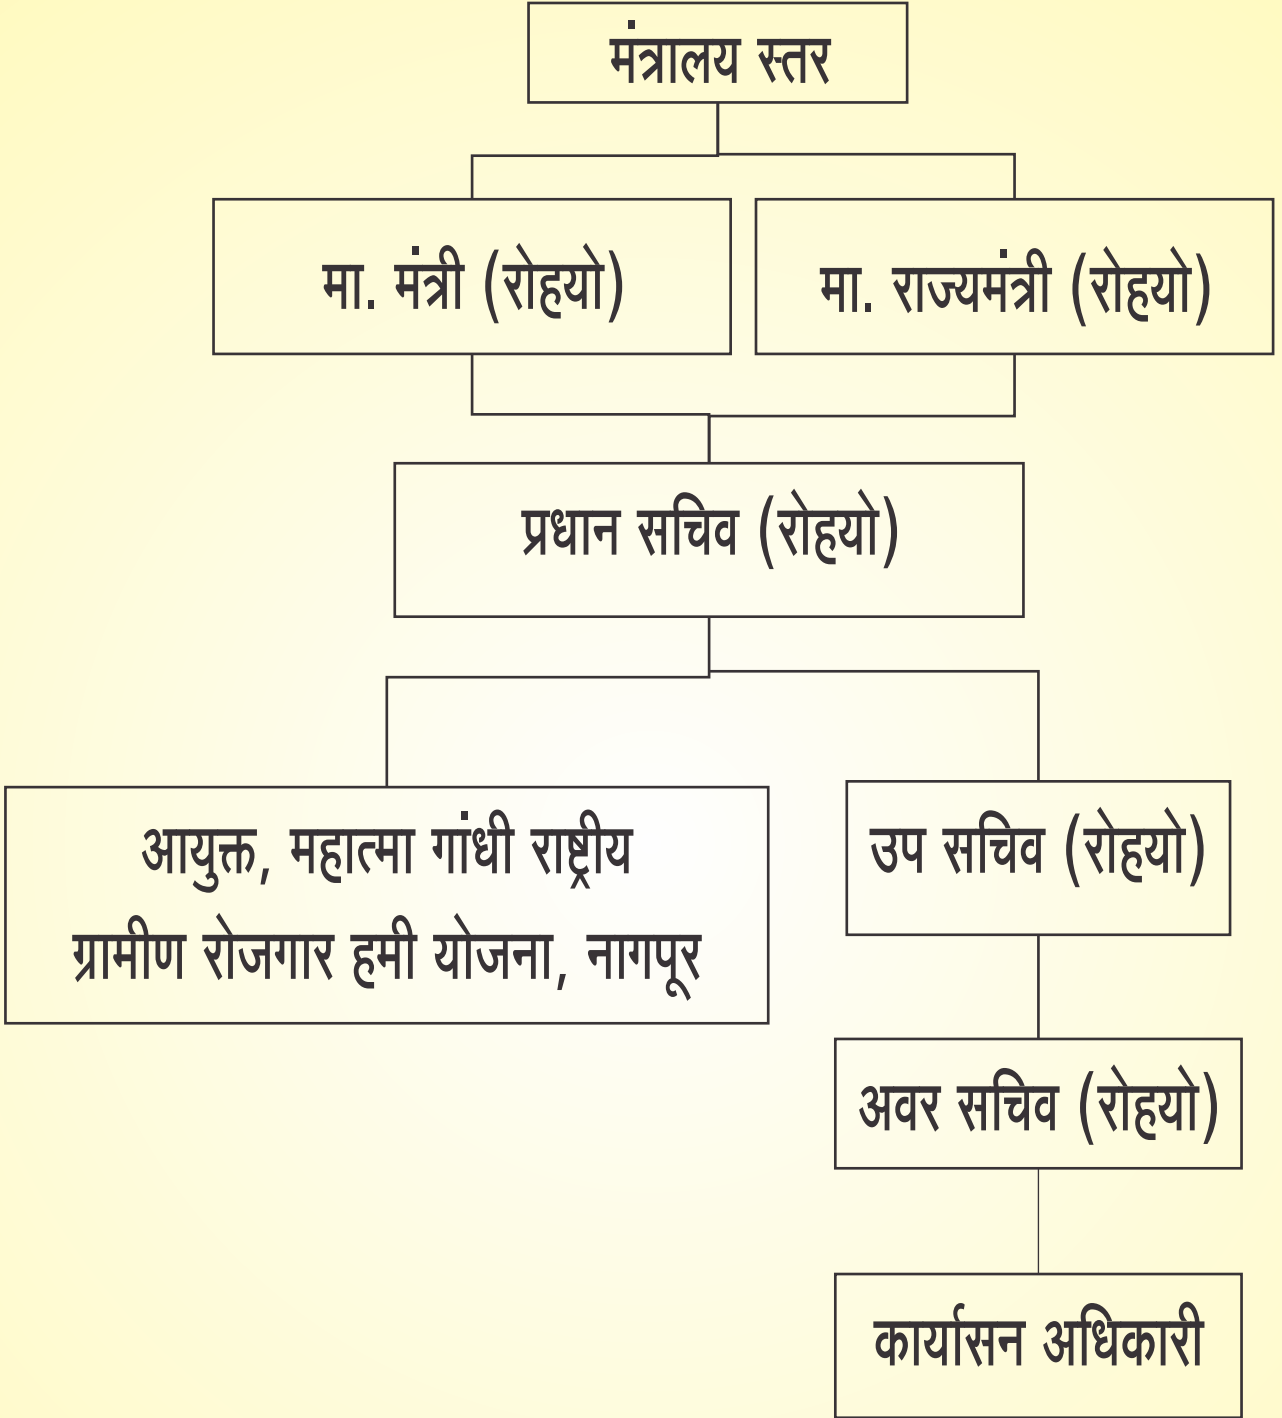 मंत्रालय स्तर
मा. मंत्री (रोहयो)
मा. राज्यमंत्री (रोहयो)
प्रधान सचिव (रोहयो)
आयुक्त, महात्मा गांधी राष्ट्रीय
ग्रामीण रोजगार हमी योजना, नागपूर
उप सचिव (रोहयो)
अवर सचिव (रोहयो)
कार्यासन अधिकारी